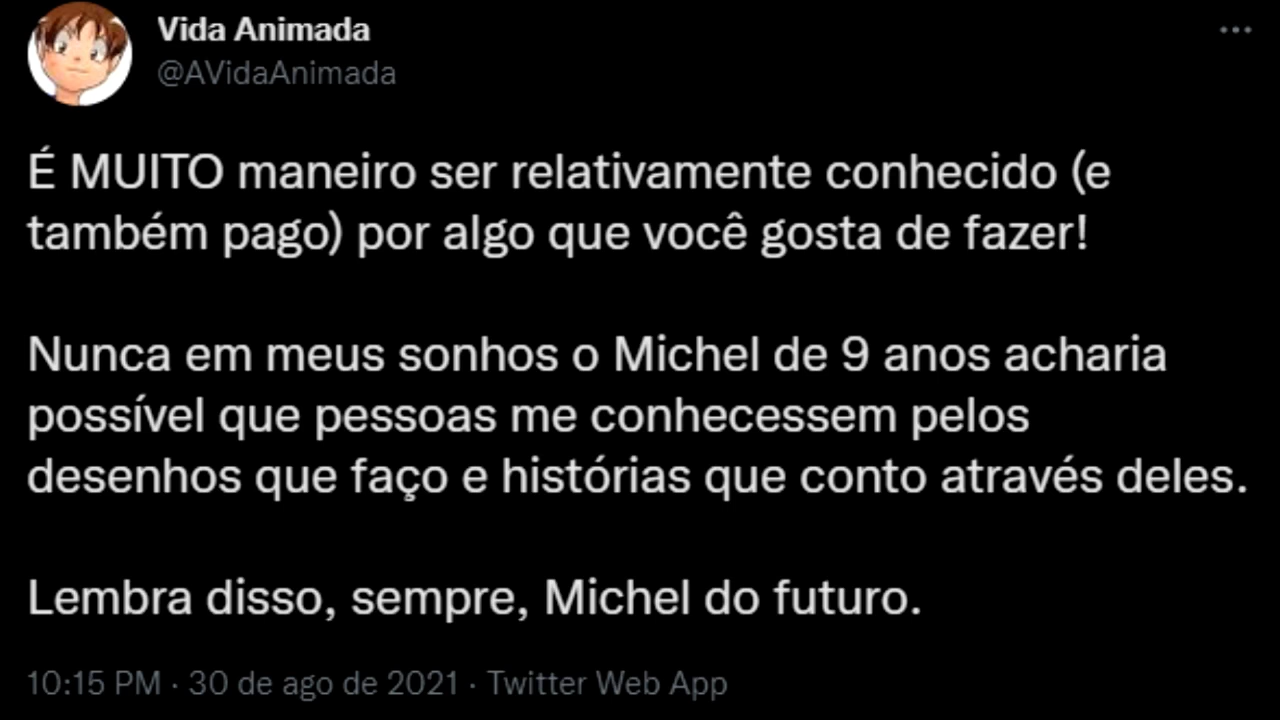 Vida Animada
@AVidaAnimada
É MUITO maneiro ser relativamente conhecido (e
também pago) por algo que você gosta de fazer!
Nunca em meus sonhos o Michel de 9 anos acharia
possível que pessoas me conhecessem pelos
desenhos que faço e histórias que conto através deles.
Lembra disso, sempre, Michel do futuro.
10:15 PM · 30 de ago de 2021 · Twitter Web App